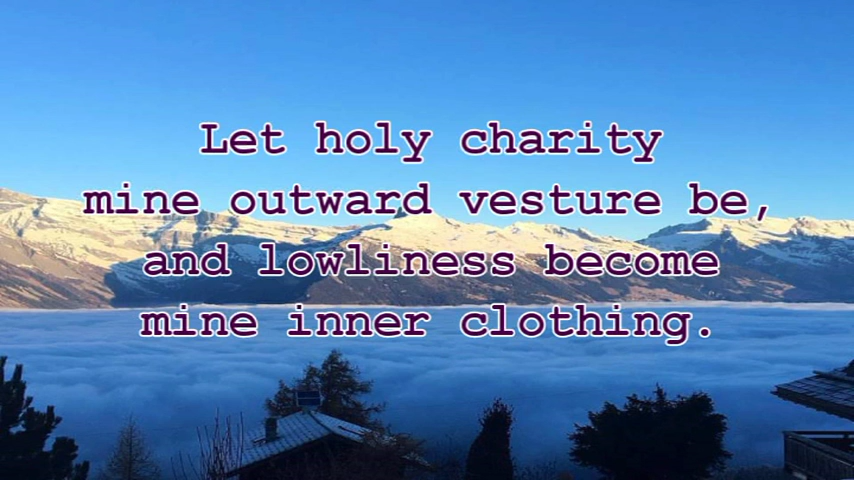 Let holy charity
mine outward vesture be,
and lowliness become
mine inner clothing.